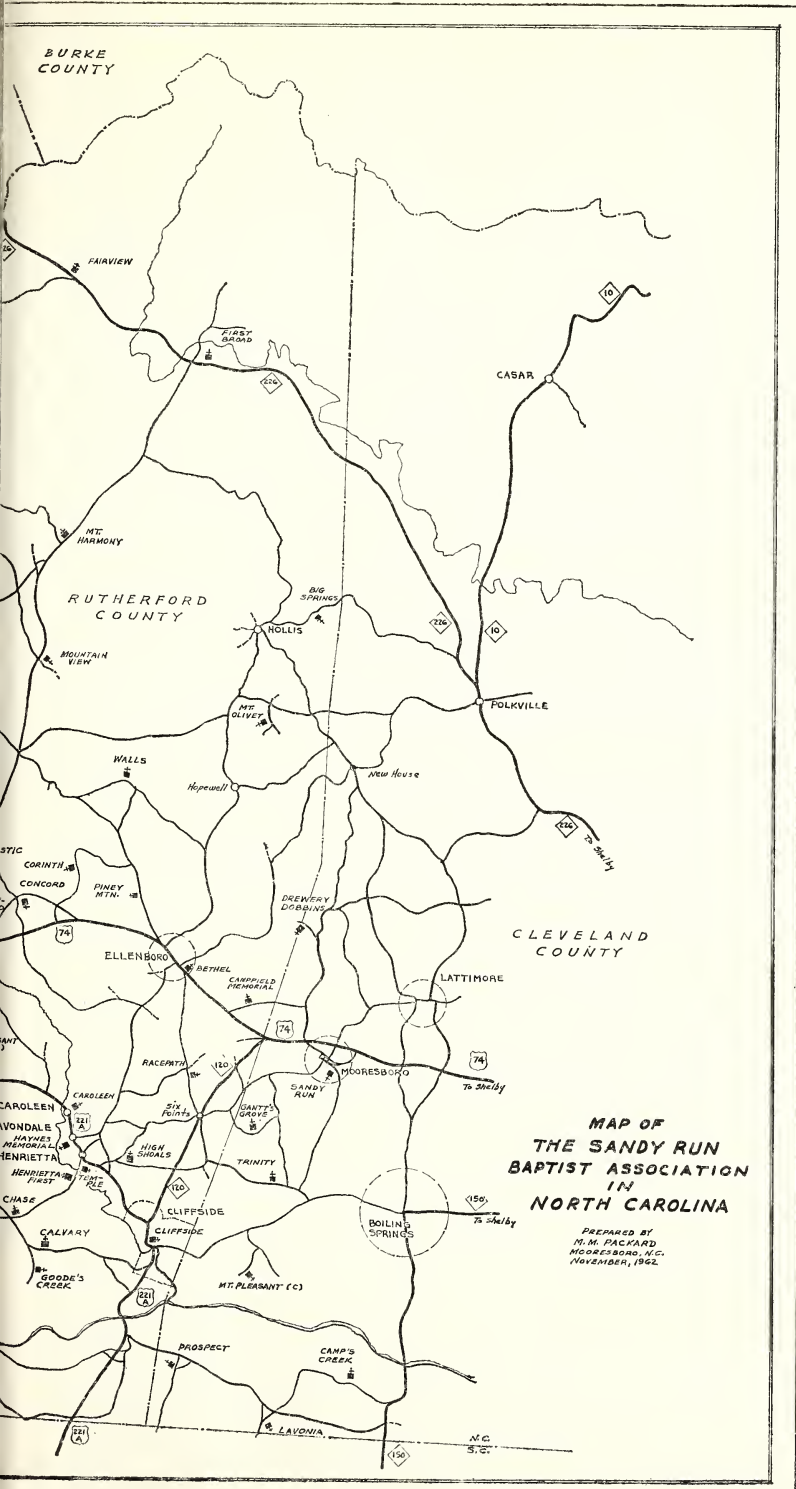 BURKE
COUNTY
26
FAIRVIEW
10
FIRST
BROAD
226
CASAR
MT.
HARMONY
RUTHERFORD
COUNTY
BIG
SPRINGS
HOLLIS
226
10
MOUNTAIN
VIEW
MT.
OLIVET
POLKVILLE
WALLS
New House
Hopewell
226
To Shelby
STIC
CORINTH
CONCORD
PINEY
MTN.
DREWERY
DOBBINS
74
CLEVELAND
COUNTY
ELLENBORO
BETHEL
LATTIMORE
CAMPFIELD
MEMORIAL
ANT
)
74
RACEPATH
120
MOORESBORO
74
To Shelby
SANDY
RUN
CAROLEEN
CAROLEEN
221
A
SIX
Points
GANTT'S
GROVE
AVONDALE
HAYNES
MEMORIAL
HENRIETTA
HIGH
SHOALS
TRINITY
HENRIETTA
FIRST
TEM-
PLE
120
CHASE
CLIFFSIDE
CLIFFSIDE
150
To Shelby
BOILING
SPRINGS
CALVARY
GOODE'S
CREEK
MT. PLEASANT (C)
221
A
PROSPECT
CAMP'S
CREEK
LAVONIA
221
A
N.C.
S.C.
150
MAP OF
THE SANDY RUN
BAPTIST ASSOCIATION
IN
NORTH CAROLINA
PREPARED BY
M. M. PACKARD
MOORESBORO, N.C.
NOVEMBER, 1962